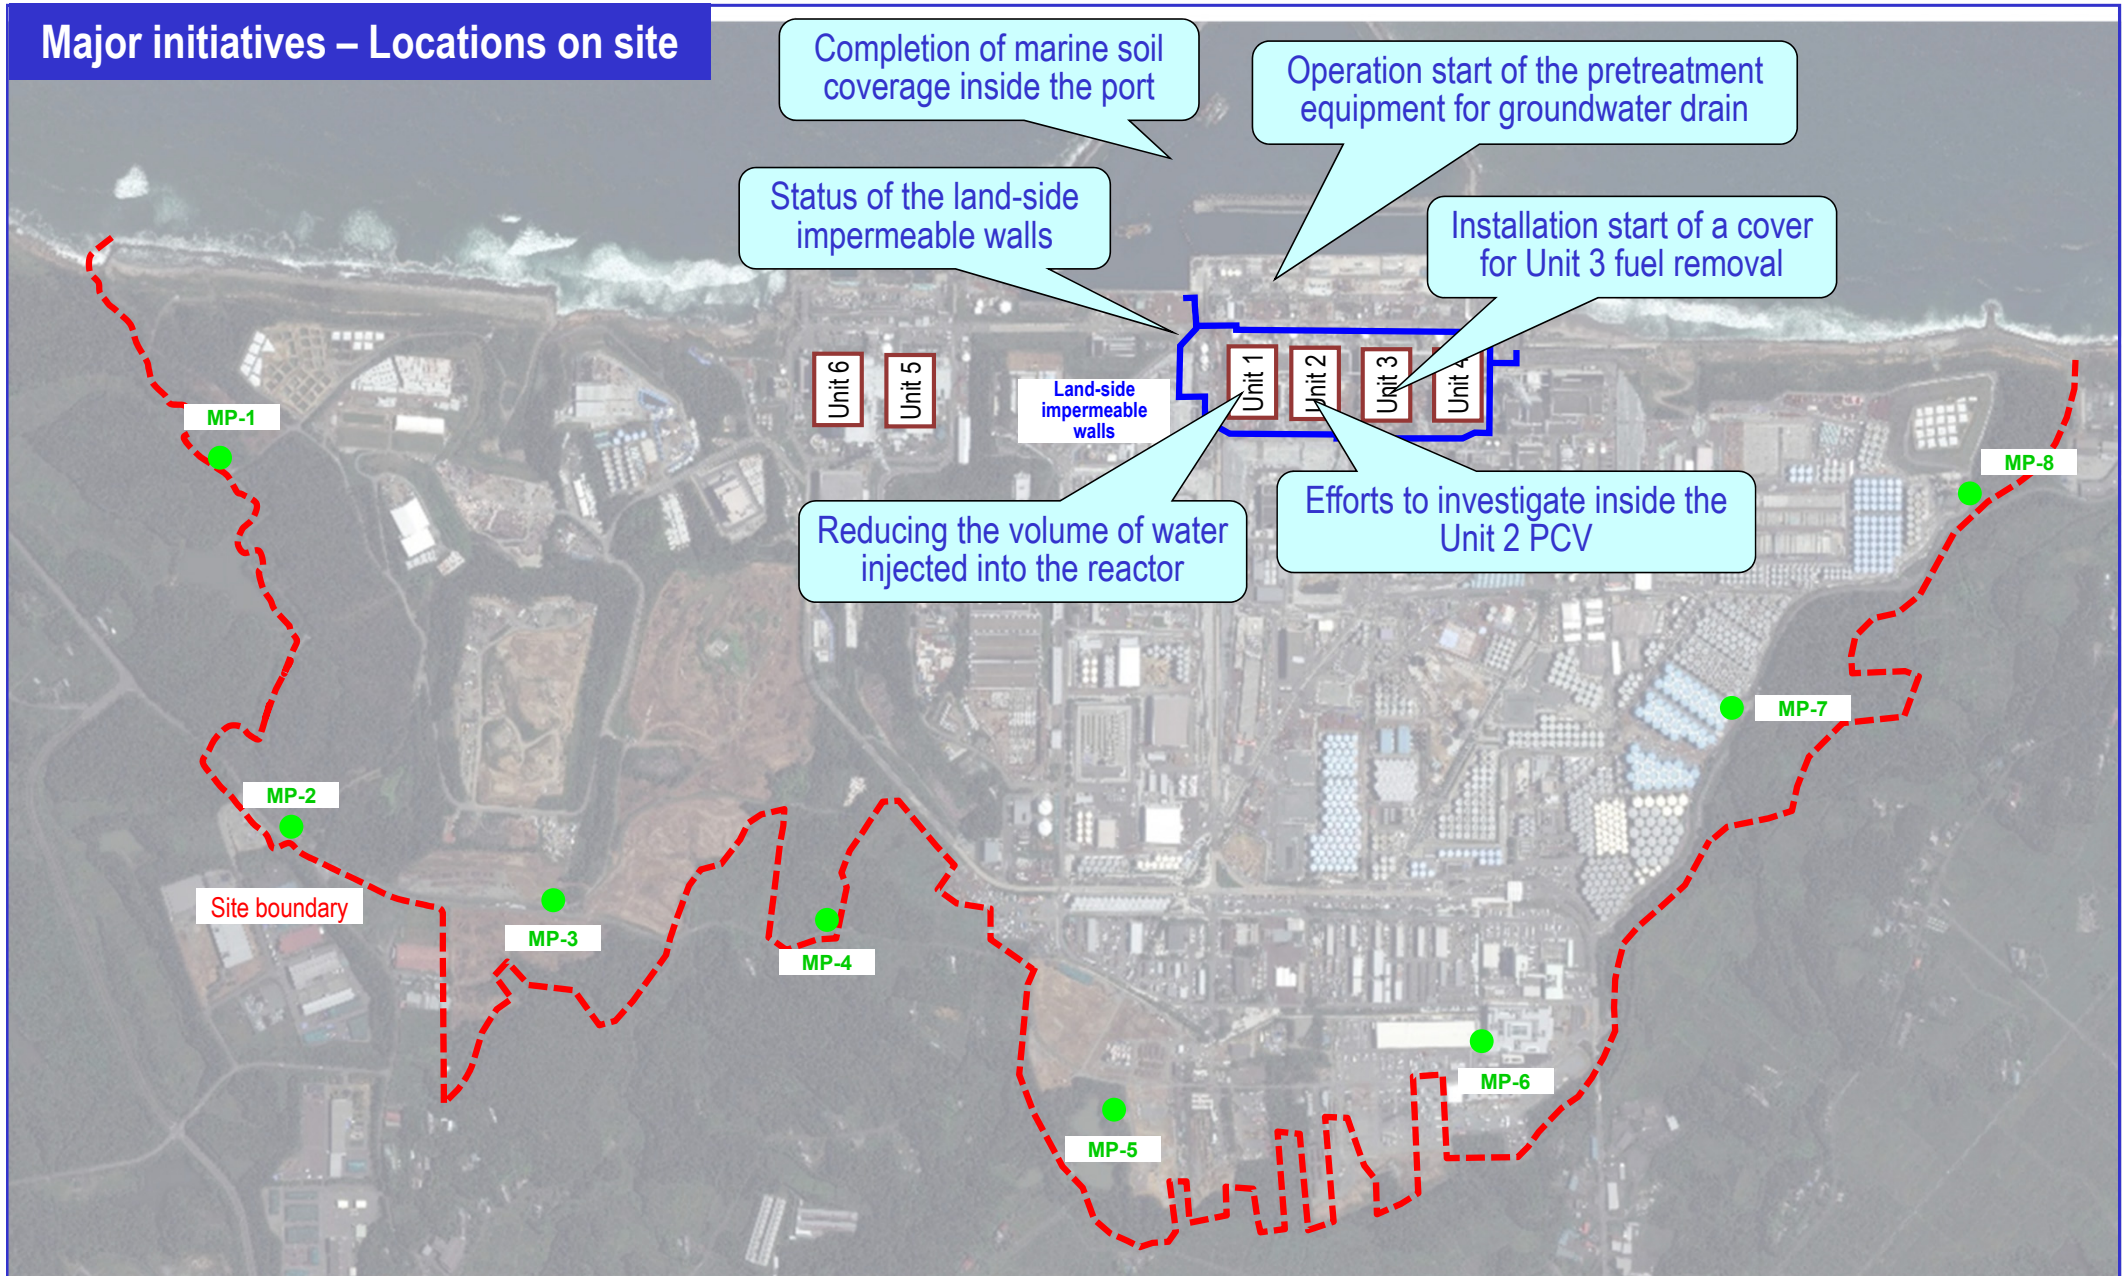 Major initiatives – Locations on site
Completion of marine soil
coverage inside the port
Operation start of the pretreatment
equipment for groundwater drain
Status of the land-side
impermeable walls
Installation start of a cover
for Unit 3 fuel removal
Unit 6
Unit 5
Unit 1
Unit 2
Unit 3
Unit 4
Land-side
impermeable
walls
MP-1
MP-8
Reducing the volume of water
injected into the reactor
Efforts to investigate inside the
Unit 2 PCV
MP-7
MP-2
Site boundary
MP-3
MP-4
MP-6
MP-5